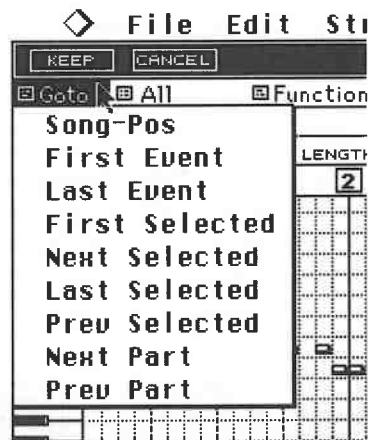 File Edit
KEEP CANCEL
Goto All Function
Song-Pos
First Event
LENGTH
Last Event
2
First Selected
Next Selected
Last Selected
Prev Selected
Next Part
Prev Part